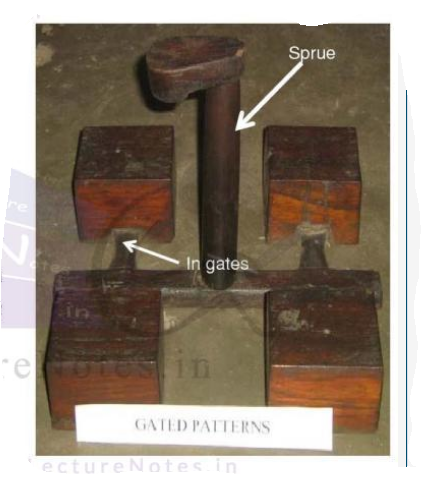 Sprue
In gates
GATED PATTERNS
ectureNotes.in